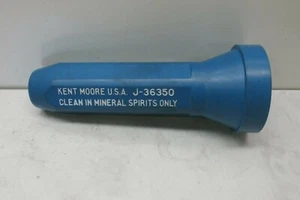 KENT MOORE U.S.A. J-36350
CLEAN IN MINERAL SPIRITS ONLY